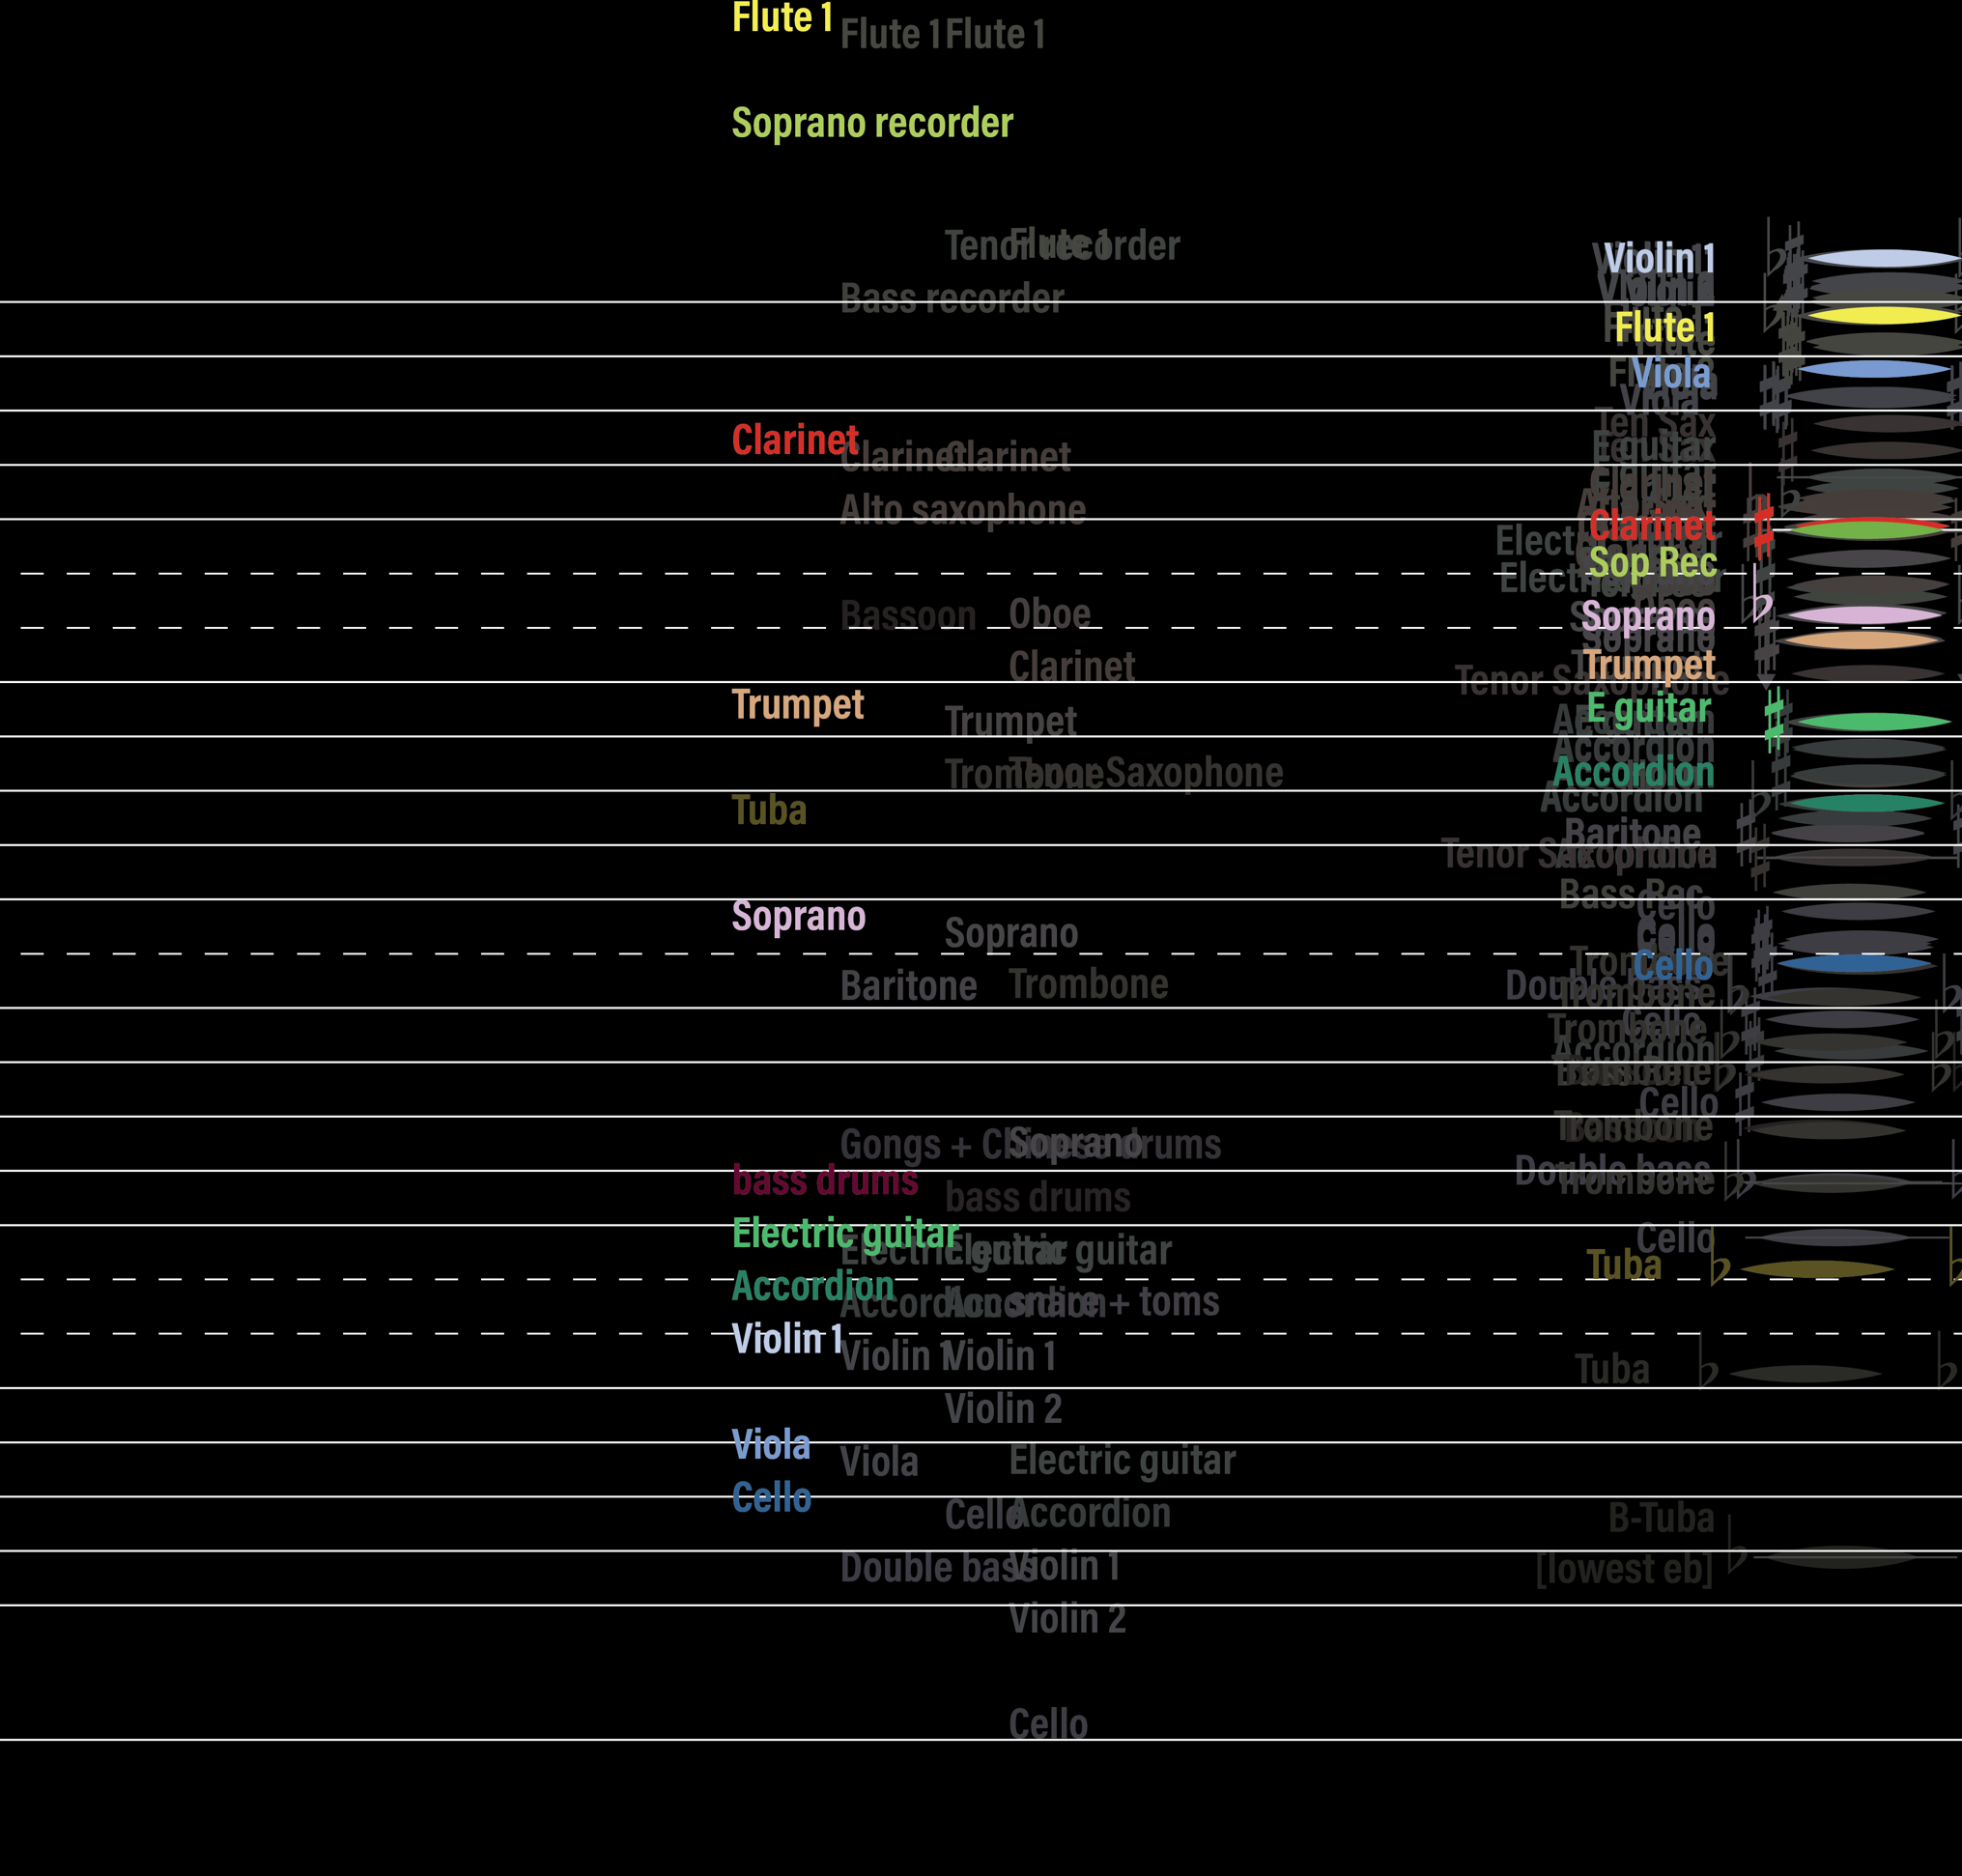 Flute 1
Flute 1
Flute 1
Soprano recorder
Tenor recorder
Flute 1
Bass recorder
Clarinet
Clarinet
Clarinet
Alto saxophone
Bassoon
Oboe
Clarinet
Trumpet
Trumpet
Trombone
Tenor Saxophone
Tuba
Soprano
Soprano
Baritone
Trombone
Gongs + Chinese drums
Soprano
bass drums
bass drums
Electric guitar
Electric guitar
Electric guitar
Accordion
Accordion
Accordion
snare + toms
Violin 1
Violin 1
Violin 1
Violin 2
Viola
Viola
Electric guitar
Cello
Cello
Accordion
Double bass
Violin 1
Violin 2
Cello
Violin 1
Flute 1
Viola
Viola
Ten Sax
E guitar
Clarinet
Sop Rec
Soprano
Soprano
Trumpet
Tenor Saxophone
E guitar
Accordion
Accordion
Accordion
Baritone
Tenor Saxophone
Bass Rec
Cello
Cello
Trombone
Cello
Double bass
Trombone
Cello
Trombone
Accordion
Cello
Trombone
Double bass
Trombone
Cello
Tuba
Tuba
B-Tuba
[lowest eb]